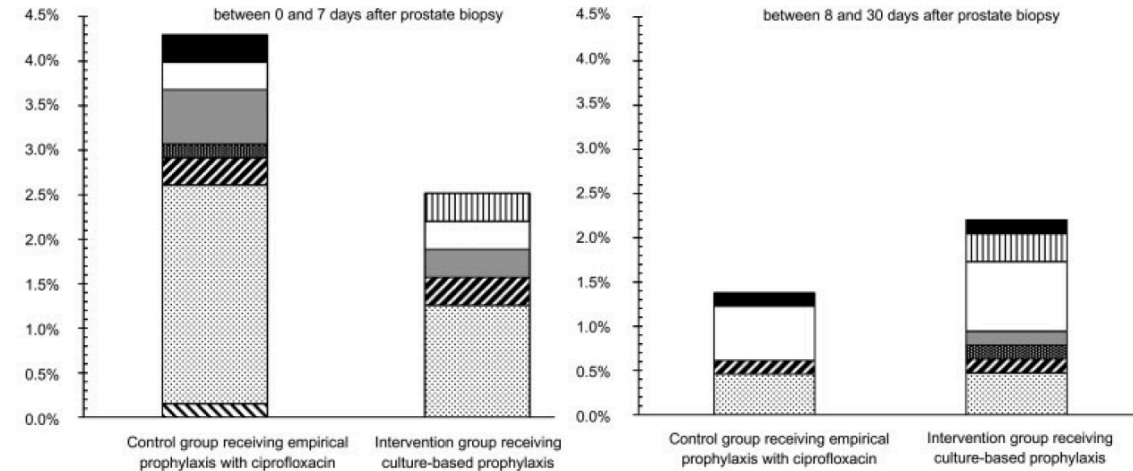 between 0 and 7 days after prostate biopsy
4.5%
4.0%
3.5%
3.0%
2.5%
2.0%
1.5%
1.0%
0.5%
0.0%
Control group receiving empirical
prophylaxis with ciprofloxacin
Intervention group receiving
culture-based prophylaxis
between 8 and 30 days after prostate biopsy
4.5%
4.0%
3.5%
3.0%
2.5%
2.0%
1.5%
1.0%
0.5%
0.0%
Control group receiving empirical
prophylaxis with ciprofloxacin
Intervention group receiving
culture-based prophylaxis